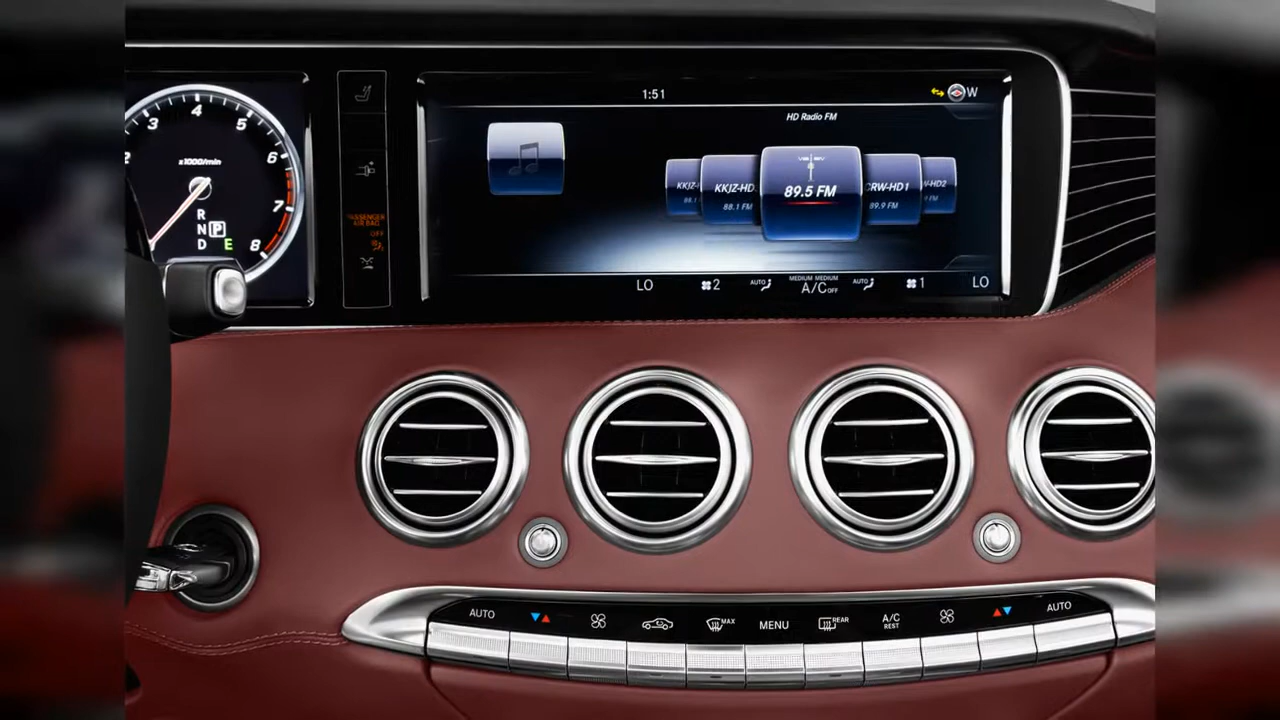 1:51
W
HD Radio FM
KKJZ-HD
88.1 FM
89.5 FM
CRW-HD1
89.9 FM
-HD2
LO
2
AUTO
MEDIUM MEDIUM
A/C OFF
AUTO
1
LO
2 3 4 5 6 7 8
x1000/min
R
N P
D E
PASSENGER
AIR BAG
OFF
AUTO
MAX
MENU
REAR
A/C
REST
AUTO